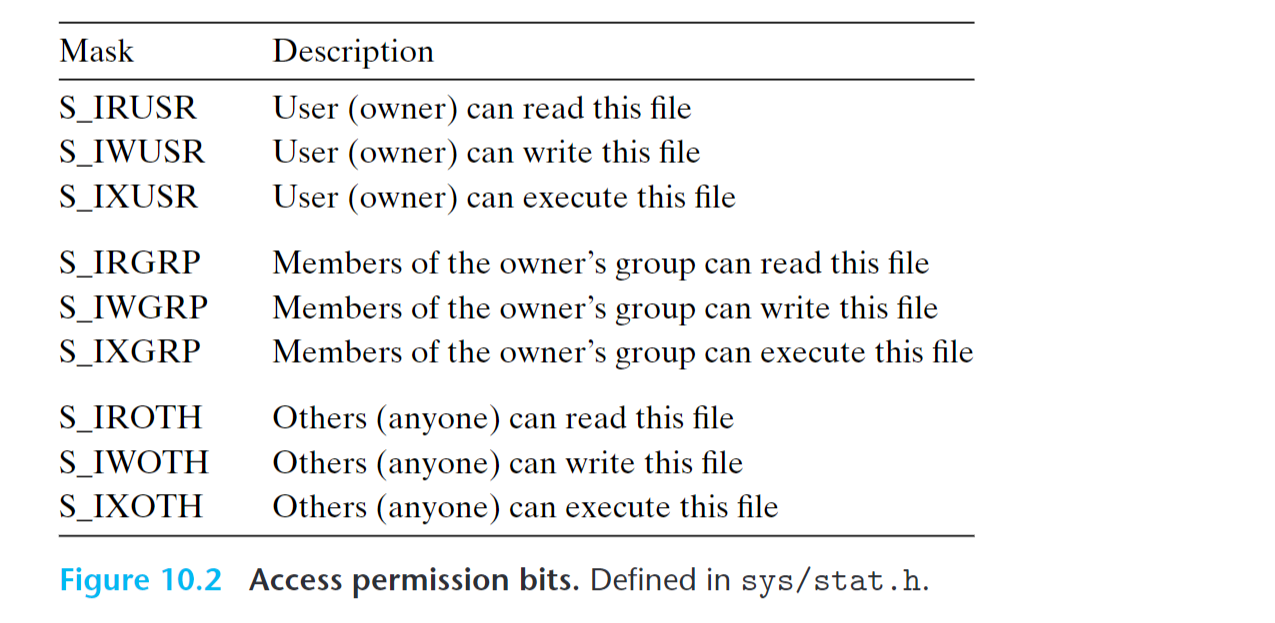 Mask Description
S_IRUSR User (owner) can read this file
S_IWUSR User (owner) can write this file
S_IXUSR User (owner) can execute this file
S_IRGRP Members of the owner’s group can read this file
S_IWGRP Members of the owner’s group can write this file
S_IXGRP Members of the owner’s group can execute this file
S_IROTH Others (anyone) can read this file
S_IWOTH Others (anyone) can write this file
S_IXOTH Others (anyone) can execute this file
Figure 10.2 Access permission bits. Defined in sys/stat.h.